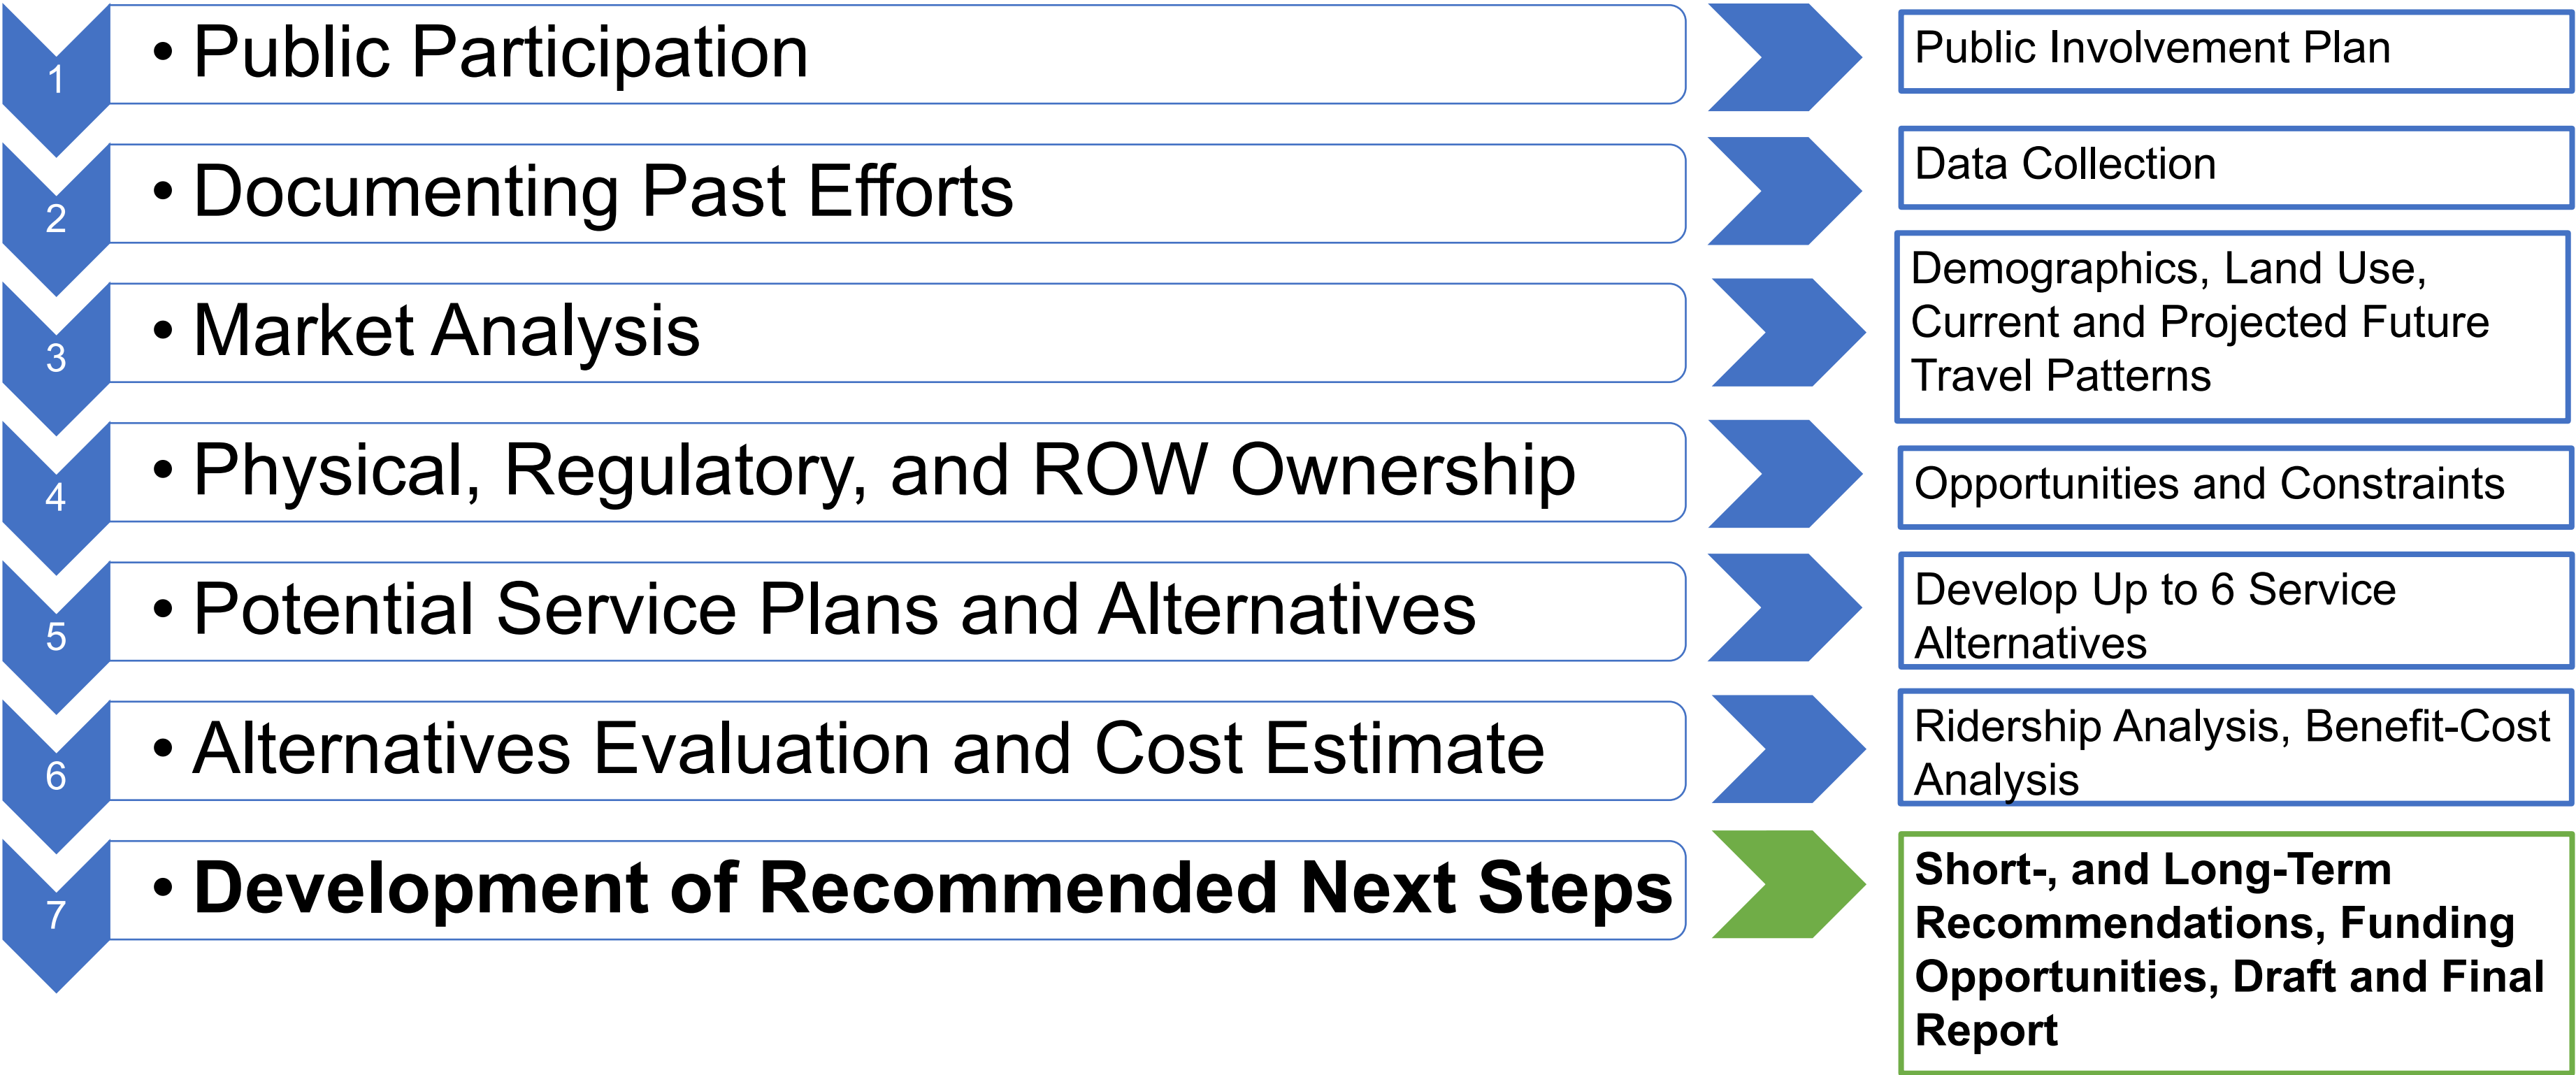 1
• Public Participation
Public Involvement Plan
2
• Documenting Past Efforts
Data Collection
3
• Market Analysis
Demographics, Land Use,
Current and Projected Future
Travel Patterns
4
• Physical, Regulatory, and ROW Ownership
Opportunities and Constraints
5
• Potential Service Plans and Alternatives
Develop Up to 6 Service
Alternatives
6
• Alternatives Evaluation and Cost Estimate
Ridership Analysis, Benefit-Cost
Analysis
7
• Development of Recommended Next Steps
Short-, and Long-Term
Recommendations, Funding
Opportunities, Draft and Final
Report